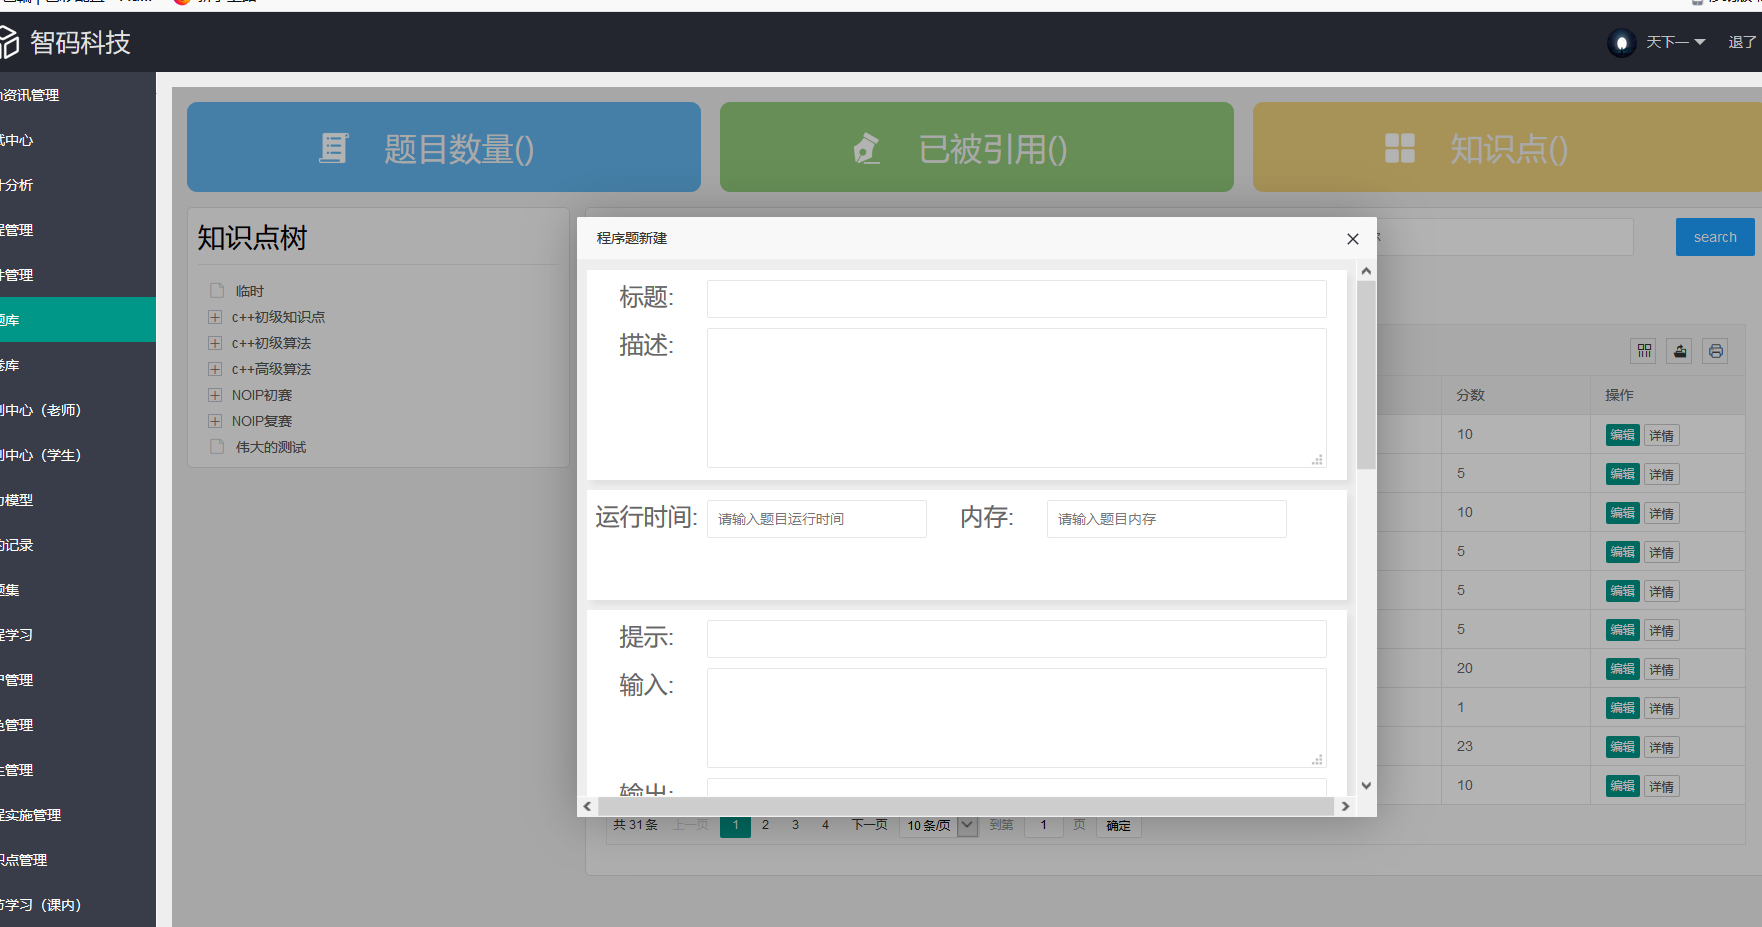 智码科技
天下一
退了
资讯管理
中心
分析
管理
管理
库
库
中心（老师）
中心（学生）
模型
记录
集
学习
管理
管理
管理
实施管理
点管理
学习（课内）
题目数量()
已被引用()
知识点()
知识点树
临时
c++初级知识点
c++初级算法
c++高级算法
NOIP初赛
NOIP复赛
伟大的测试
search
程序题新建
标题:
描述:
运行时间:
请输入题目运行时间
内存:
请输入题目内存
提示:
输入:
输出:
分数
操作
10
编辑
详情
5
编辑
详情
10
编辑
详情
5
编辑
详情
5
编辑
详情
5
编辑
详情
20
编辑
详情
1
编辑
详情
23
编辑
详情
10
编辑
详情
共 31 条
上一页
1
2
3
4
下一页
10 条/页
到第
1
页
确定